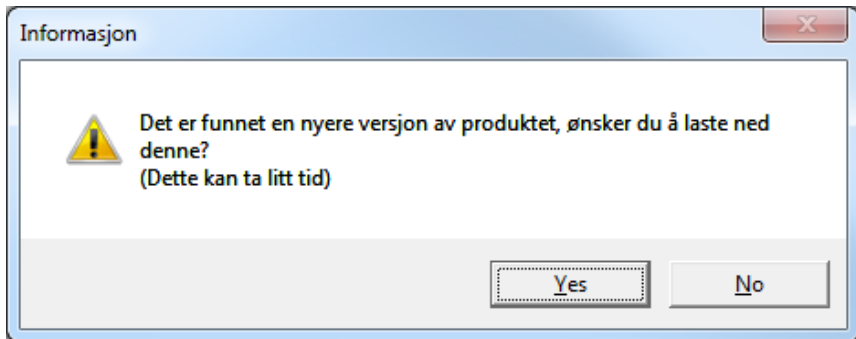 Informasjon
Det er funnet en nyere versjon av produktet, ønsker du å laste ned
denne?
(Dette kan ta litt tid)
Yes
No